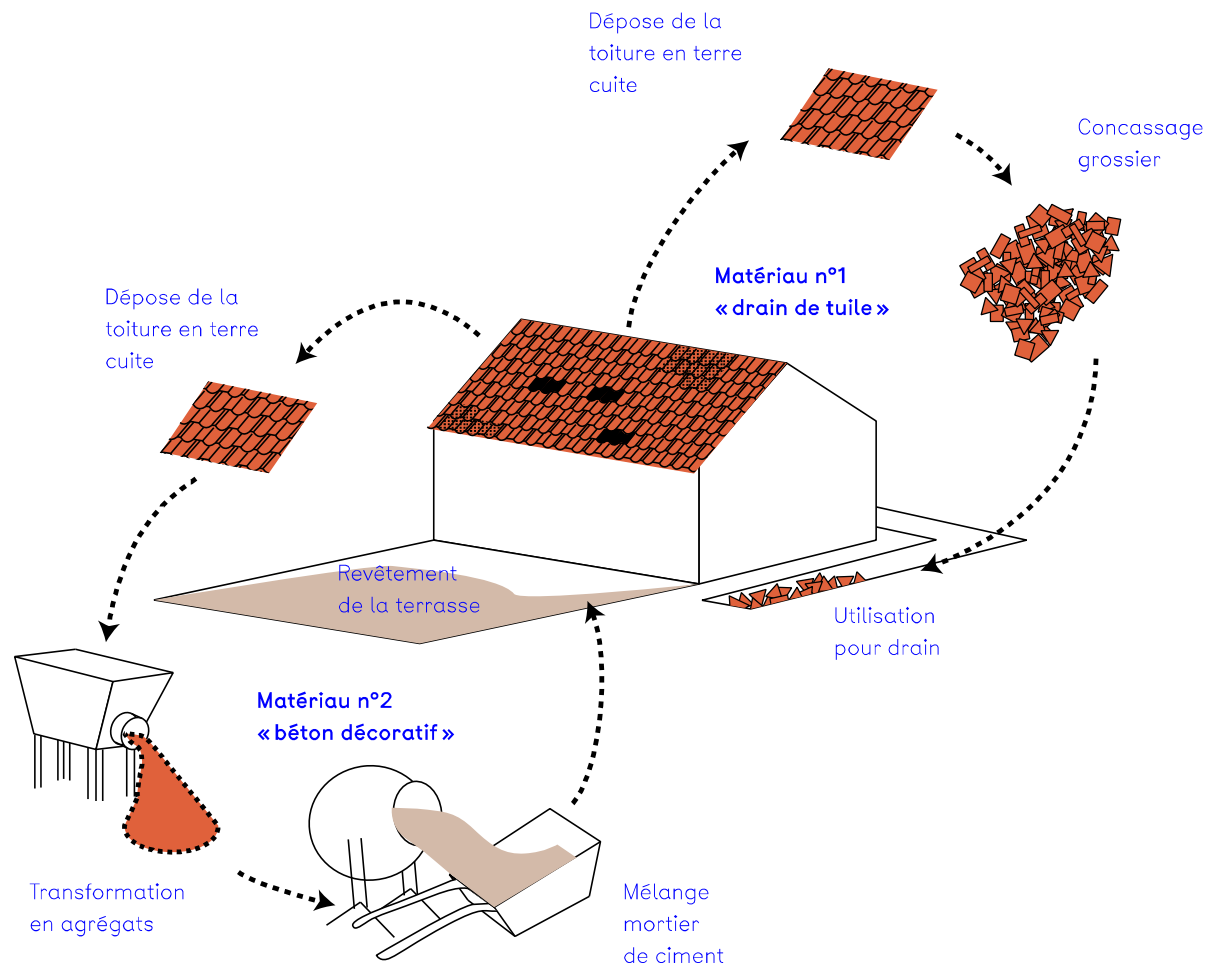 Dépose de la
toiture en terre
cuite
Concassage
grossier
Matériau n°1
« drain de tuile »
Dépose de la
toiture en terre
cuite
Revêtement
de la terrasse
Utilisation
pour drain
Matériau n°2
« béton décoratif »
Transformation
en agrégats
Mélange
mortier
de ciment